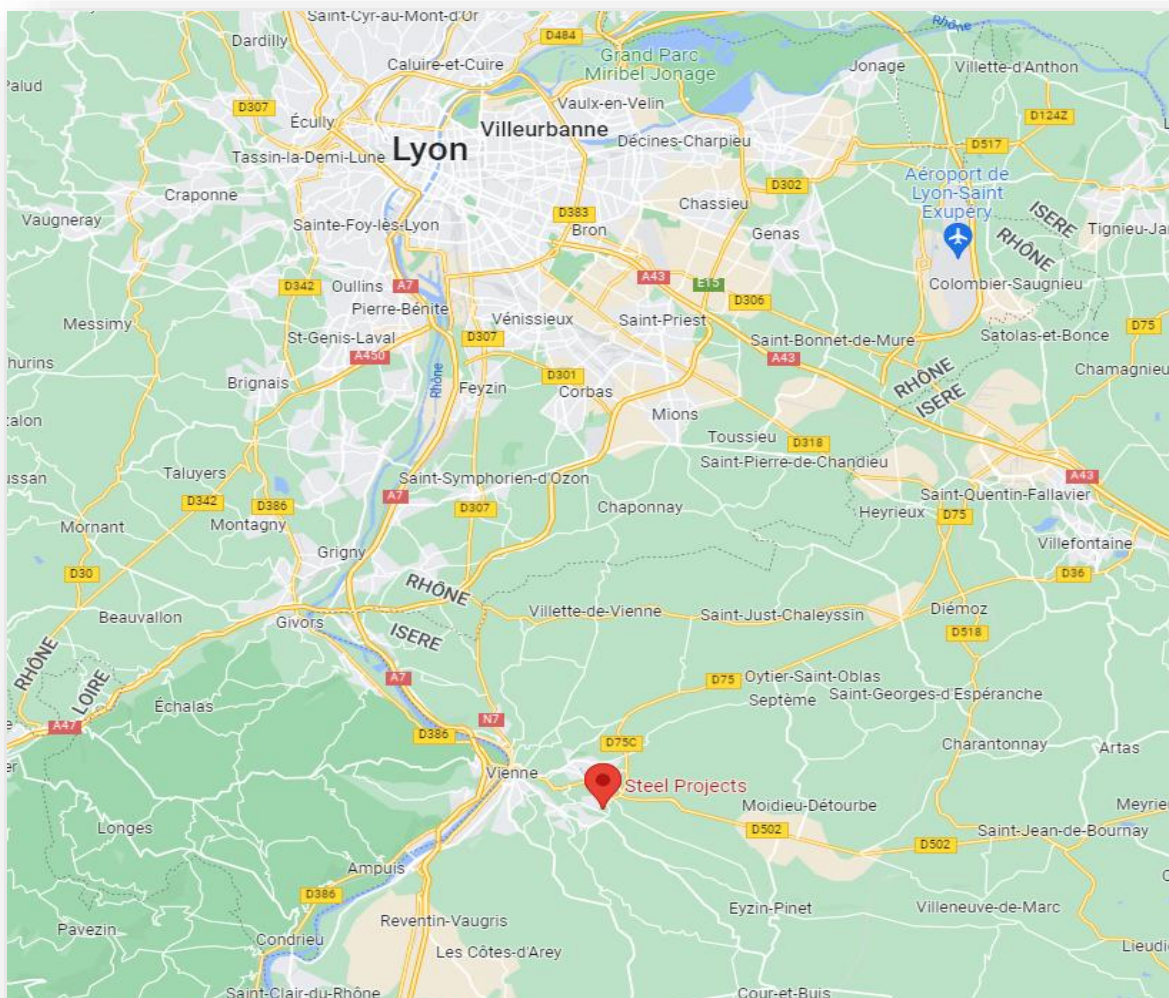 Saint-Cyr-au-Mont-d'Or
Rhône
Dardilly
D484
Grand Parc
Miribel Jonage
Caluire-et-Cuire
Jonage
Villette-d'Anthon
Palud
D307
Vaulx-en-Velin
Écully
Villeurbanne
D124Z
Lyon
Décines-Charpieu
D517
Tassin-la-Demi-Lune
Aéroport de
Lyon-Saint
Exupéry
D302
Craponne
Chassieu
Vaugneray
Sainte-Foy-lès-Lyon
D383
Bron
Genas
ISERE
RHÔNE
Tignieu-Ja
A43
E15
D342
Oullins
A7
Colombier-Saugnieu
Pierre-Bénite
D306
Messimy
Vénissieux
Saint-Priest
D75
St-Genis-Laval
D307
Saint-Bonnet-de-Mure
Satolas-et-Bonce
A450
A43
hurins
Chamagnieu
Brignais
Rhône
Feyzin
D301
Corbas
RHÔNE
ISERE
Mions
zalon
Toussieu
D318
Saint-Pierre-de-Chandieu
Taluyers
Saint-Symphorien-d'Ozon
A43
ussan
A7
Saint-Quentin-Fallavier
D342
D386
D307
Chaponnay
Heyrieux
D75
Mornant
Montagny
Villefontaine
Grigny
D30
D36
RHÔNE
Beauvallon
Villette-de-Vienne
Saint-Just-Chaleyssin
Diémoz
Givors
ISERE
D518
RHÔNE
LOIRE
A7
D75
Oytier-Saint-Oblas
Septème
Saint-Georges-d'Espéranche
Échalas
A47
N7
D386
D75C
Charantonnay
Artas
er
Vienne
Steel Projects
Moidieu-Détourbe
Meyrie
Longes
D502
Saint-Jean-de-Bournay
D502
Ampuis
D386
Eyzin-Pinet
Villeneuve-de-Marc
Pavezin
Reventin-Vaugris
Condrieu
Les Côtes-d'Arey
Lieudi
Saint-Clair-du-Rhône
Cour-et-Buis